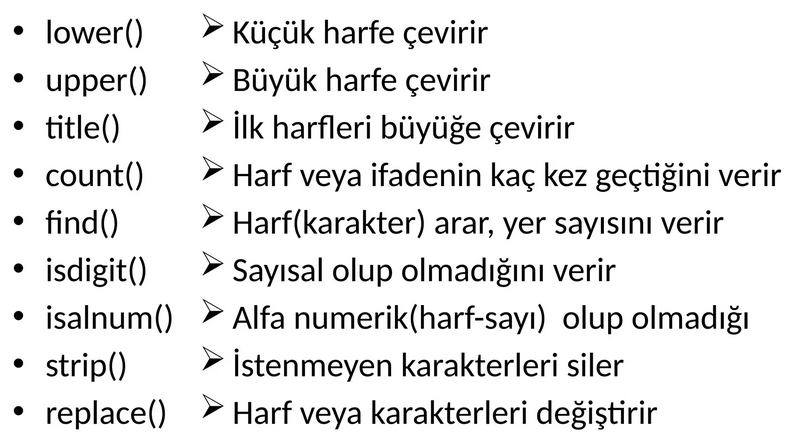 • lower() ➢ Küçük harfe çevirir
• upper() ➢ Büyük harfe çevirir
• title() ➢ İlk harfleri büyüğe çevirir
• count() ➢ Harf veya ifadenin kaç kez geçtiğini verir
• find() ➢ Harf(karakter) arar, yer sayısını verir
• isdigit() ➢ Sayısal olup olmadığını verir
• isalnum() ➢ Alfa numerik(harf-sayı)  olup olmadığı
• strip() ➢ İstenmeyen karakterleri siler
• replace() ➢ Harf veya karakterleri değiştirir